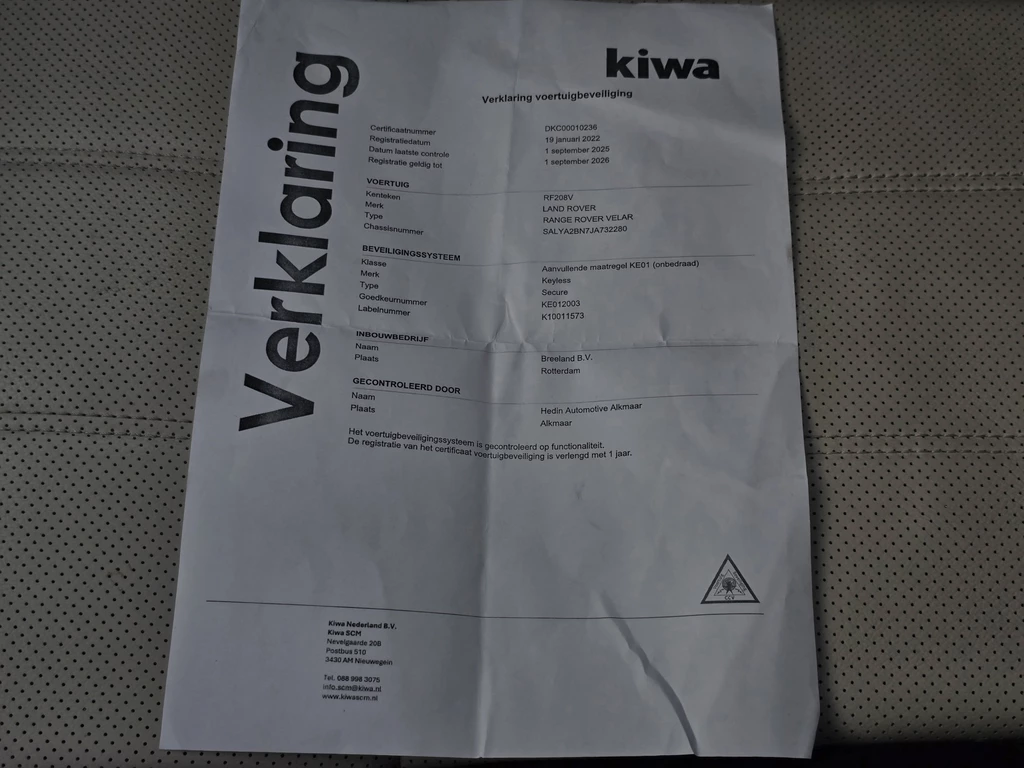 Verklaring
kiwa
Verklaring voertuigbeveiliging
Certificaatnummer DKC00010236
Registratiedatum 19 januari 2022
Datum laatste controle 1 september 2025
Registratie geldig tot 1 september 2026
VOERTUIG
Kenteken RF208V
Merk LAND ROVER
Type RANGE ROVER VELAR
Chassisnummer SALYA2BN7JA732280
BEVEILIGINGSSYSTEEM
Klasse Aanvullende maatregel KE01 (onbedraad)
Merk Keyless
Type Secure
Goedkeurnummer KE012003
Labelnummer K10011573
INBOUWBEDRIJF
Naam Breeland B.V.
Plaats Rotterdam
GECONTROLEERD DOOR
Naam Hedin Automotive Alkmaar
Plaats Alkmaar
Het voertuigbeveiligingssysteem is gecontroleerd op functionaliteit.
De registratie van het certificaat voertuigbeveiliging is verlengd met 1 jaar.
CCV
Kiwa Nederland B.V.
Kiwa SCM
Nevelgaarde 20B
Postbus 510
3430 AM Nieuwegein
Tel. 088 998 3075
info.scm@kiwa.nl
www.kiwascm.nl